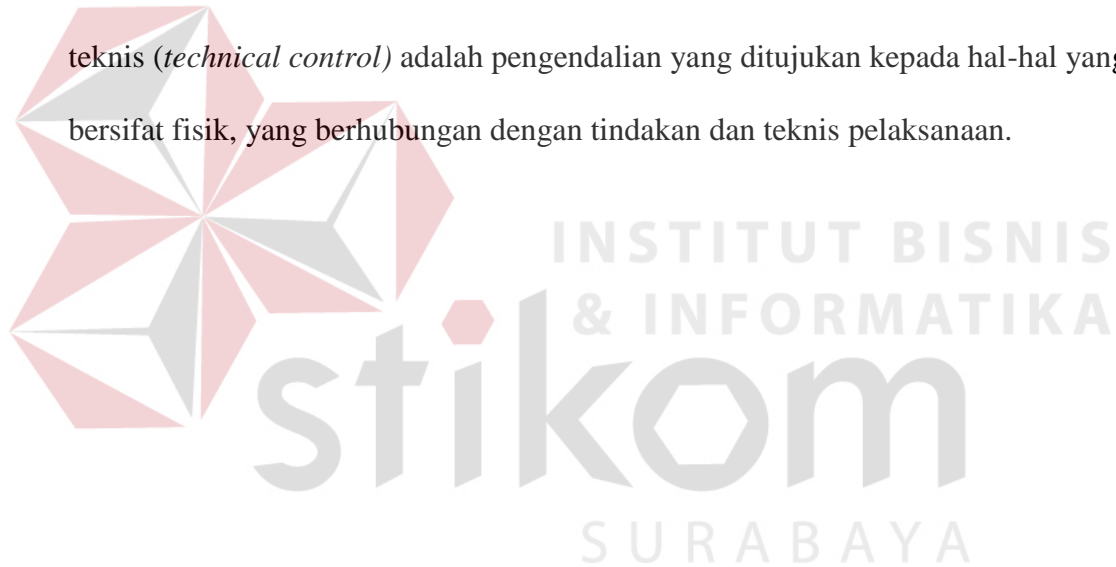 teknis (technical control) adalah pengendalian yang ditujukan kepada hal-hal yang
bersifat fisik, yang berhubungan dengan tindakan dan teknis pelaksanaan.
INSTITUT BISNIS
& INFORMATIKA
stikom
SURABAYA